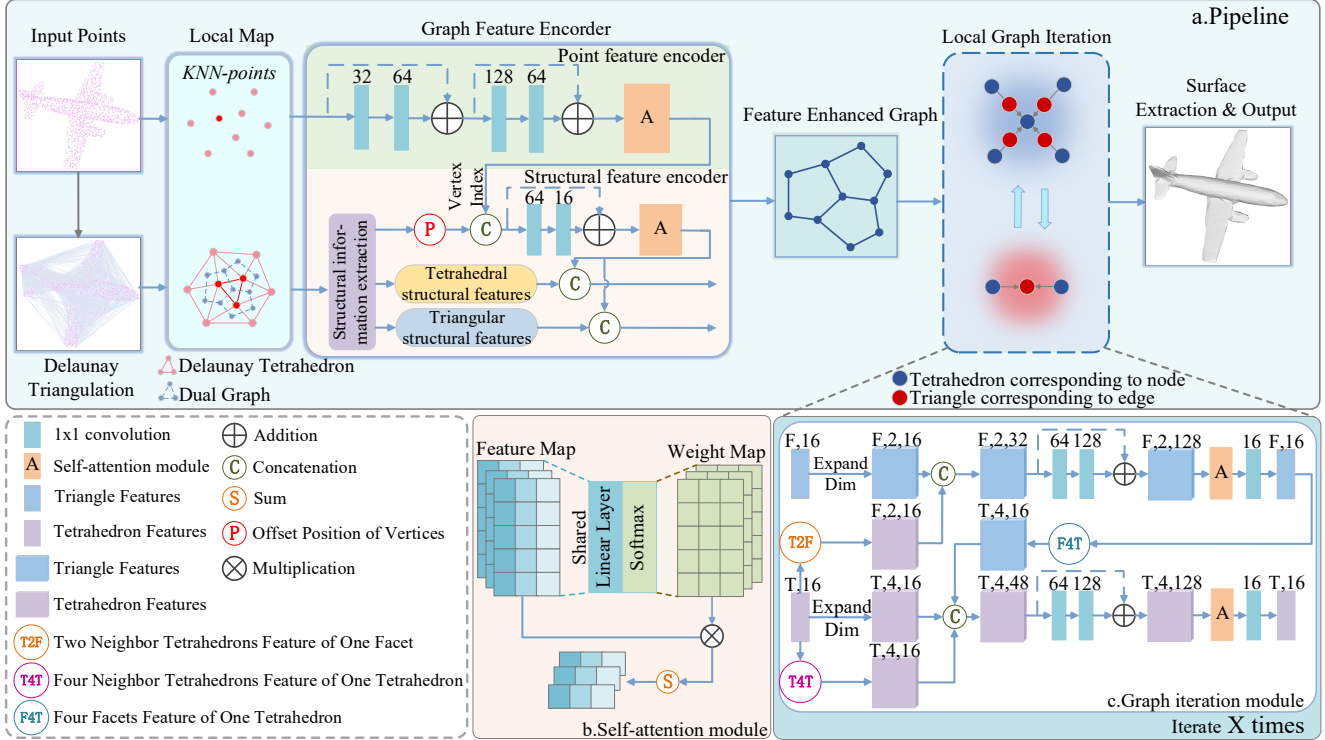 a.Pipeline
Input Points
Local Map
Graph Feature Encoder
Local Graph Iteration
KNN-points
Point feature encoder
32
64
128
64
A
Surface
Extraction & Output
Feature Enhanced Graph
Vertex
Index
Structural feature encoder
64
16
P
C
A
Structural infor-
mation extraction
Tetrahedral
structural features
C
Triangular
structural features
C
Delaunay
Triangulation
Delaunay Tetrahedron
Dual Graph
Tetrahedron corresponding to node
Triangle corresponding to edge
1x1 convolution
Addition
A
Self-attention module
C
Concatenation
Triangle Features
S
Sum
Tetrahedron Features
P
Offset Position of Vertices
Triangle Features
Multiplication
Tetrahedron Features
T2F
Two Neighbor Tetrahedrons Feature of One Facet
T4T
Four Neighbor Tetrahedrons Feature of One Tetrahedron
F4T
Four Facets Feature of One Tetrahedron
Feature Map
Weight Map
Shared
Linear Layer
Softmax
S
b.Self-attention module
F,16
Expand
Dim
F,2,16
C
F,2,32
64
128
F,2,128
A
16
F,16
F,2,16
T,4,16
T2F
F4T
T,16
Expand
Dim
T,4,16
C
T,4,48
64
128
T,4,128
A
16
T,16
T,4,16
T4T
c.Graph iteration module
Iterate X times